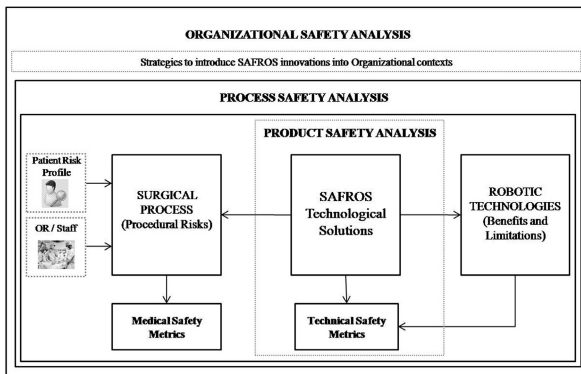 ORGANIZATIONAL SAFETY ANALYSIS
Strategies to introduce SAFROS innovations into Organizational contexts
PROCESS SAFETY ANALYSIS
PRODUCT SAFETY ANALYSIS
Patient Risk
Profile
OR / Staff
SURGICAL
PROCESS
(Procedural Risks)
SAFROS
Technological
Solutions
ROBOTIC
TECHNOLOGIES
(Benefits and
Limitations)
Medical Safety
Metrics
Technical Safety
Metrics